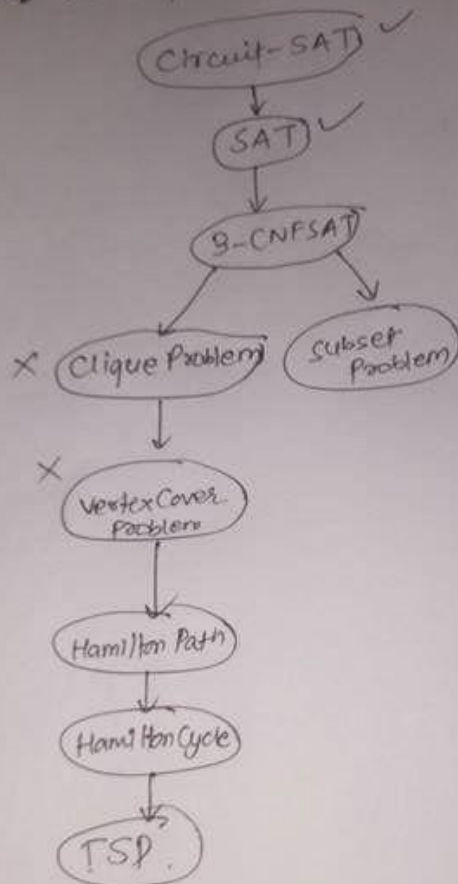 Circuit-SAT ✓
SAT ✓
3-CNFSAT
X Clique Problem
Subset
Problem
X
Vertex Cover
Problem
Hamilton Path
Hamilton Cycle
TSP.